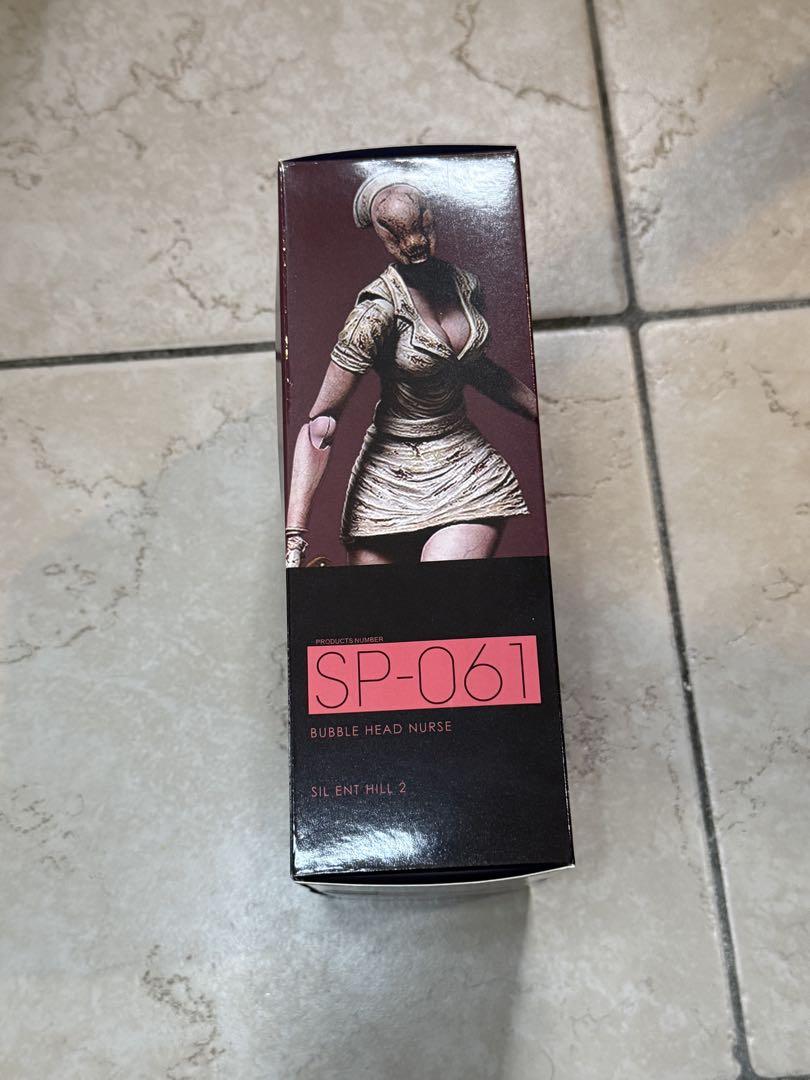 PRODUCTS NUMBER
SP-061
BUBBLE HEAD NURSE
SIL ENT HILL 2